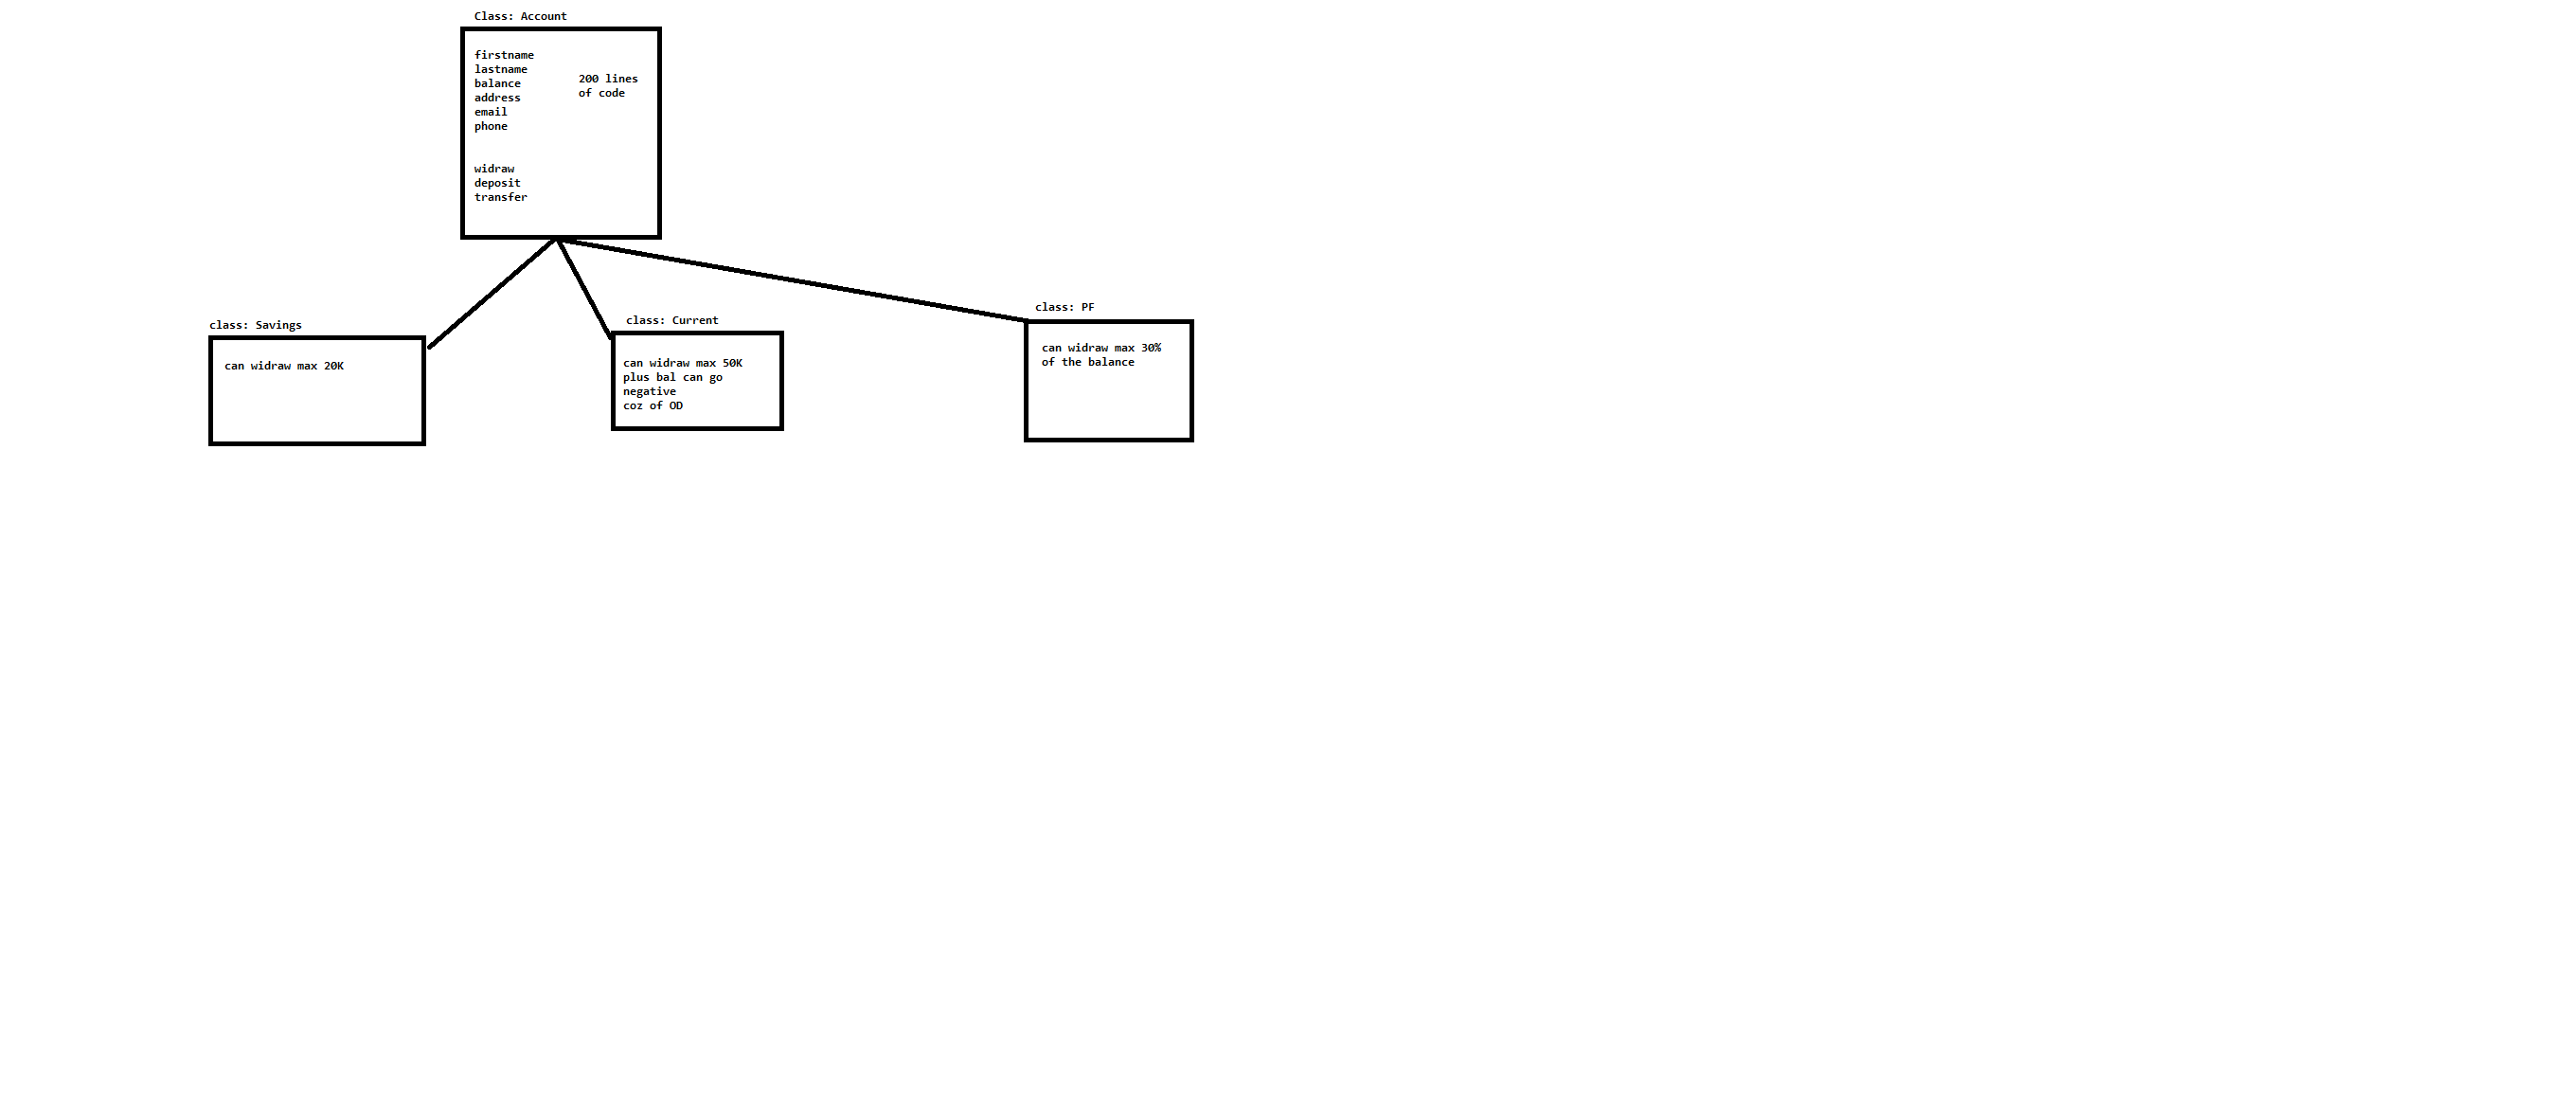 Class: Account
firstname
lastname
balance
address
email
phone
200 lines
of code
widraw
deposit
transfer
class: Savings
can widraw max 20K
class: Current
can widraw max 50K
plus bal can go
negative
coz of OD
class: PF
can widraw max 30%
of the balance